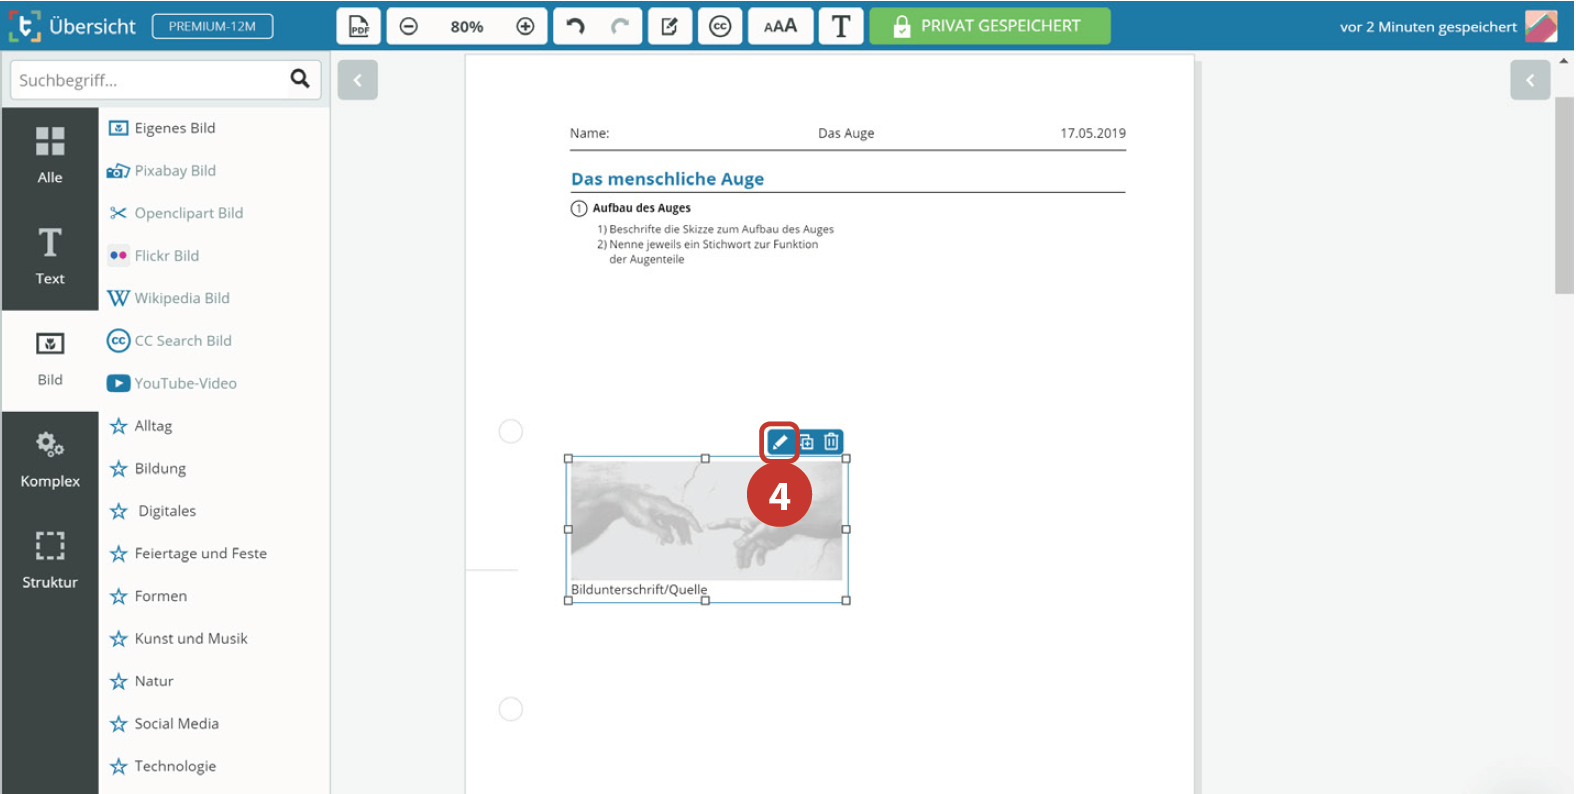 Übersicht
PREMIUM-12M
PDF
80%
cc
AAA
T
PRIVAT GESPEICHERT
vor 2 Minuten gespeichert
Suchbegriff...
Alle
Text
Bild
Komplex
Struktur
Eigenes Bild
Pixabay Bild
Openclipart Bild
Flickr Bild
Wikipedia Bild
CC Search Bild
YouTube-Video
Alltag
Bildung
Digitales
Feiertage und Feste
Formen
Kunst und Musik
Natur
Social Media
Technologie
Name: Das Auge 17.05.2019
Das menschliche Auge
1 Aufbau des Auges
1) Beschrifte die Skizze zum Aufbau des Auges
2) Nenne jeweils ein Stichwort zur Funktion
der Augenteile
4
Bildunterschrift/Quelle